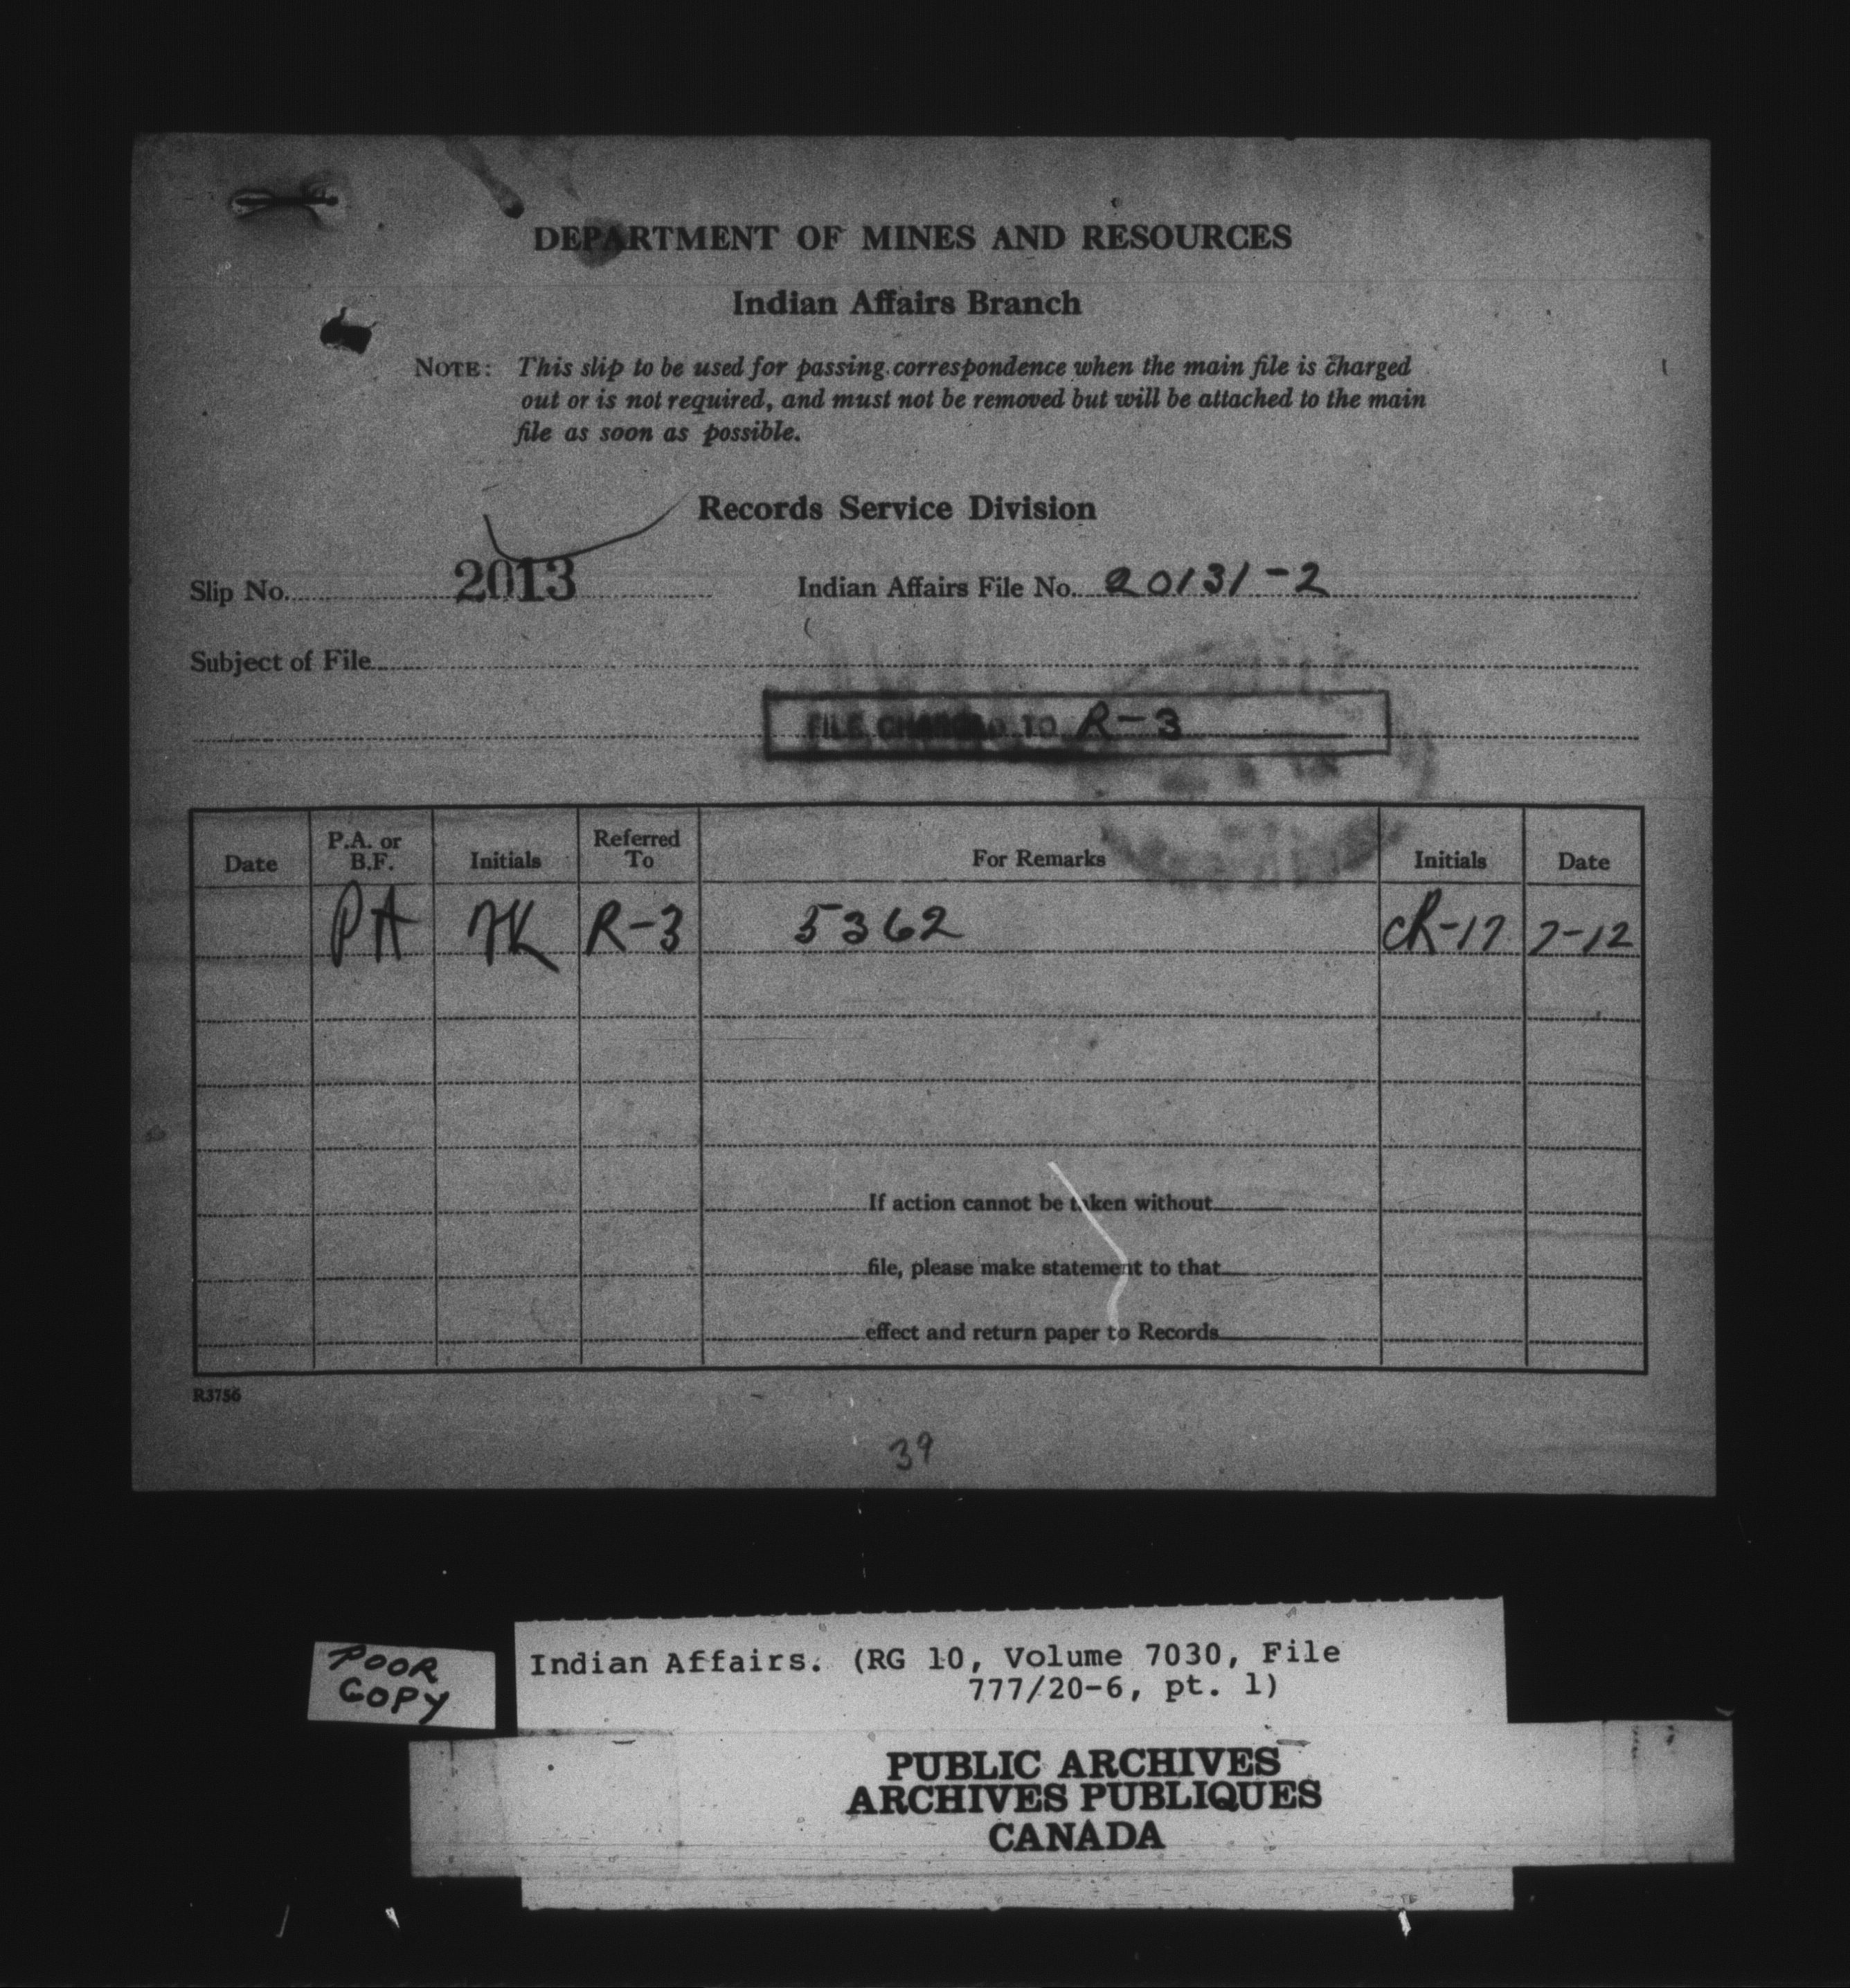 DEPARTMENT OF MINES AND RESOURCES
Indian Affairs Branch
NOTE: This slip to be used for passing correspondence when the main file is charged
out or is not required, and must not be removed but will be attached to the main
file as soon as possible.
Records Service Division
Slip No. 2013 Indian Affairs File No. 20131-2
Subject of File
FILE CHARGED TO R-3
Date P.A. or B.F. Initials Referred To For Remarks Initials Date
PA R-3 5362 CR-17 7-12
If action cannot be taken without
file, please make statement to that
effect and return paper to Records
R3756
39
POOR
COPY
Indian Affairs. (RG 10, Volume 7030, File
777/20-6, pt. 1)
PUBLIC ARCHIVES
ARCHIVES PUBLIQUES
CANADA